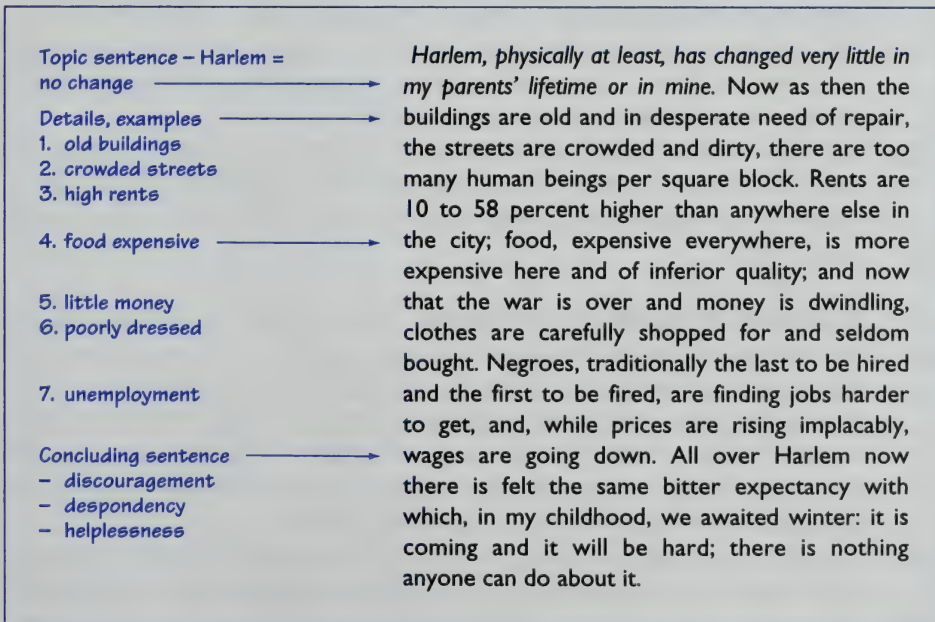 Topic sentence – Harlem =
no change
Details, examples
1. old buildings
2. crowded streets
3. high rents
4. food expensive
5. little money
6. poorly dressed
7. unemployment
Concluding sentence
– discouragement
– despondency
– helplessness
Harlem, physically at least, has changed very little in
my parents' lifetime or in mine. Now as then the
buildings are old and in desperate need of repair,
the streets are crowded and dirty, there are too
many human beings per square block. Rents are
10 to 58 percent higher than anywhere else in
the city; food, expensive everywhere, is more
expensive here and of inferior quality; and now
that the war is over and money is dwindling,
clothes are carefully shopped for and seldom
bought. Negroes, traditionally the last to be hired
and the first to be fired, are finding jobs harder
to get, and, while prices are rising implacably,
wages are going down. All over Harlem now
there is felt the same bitter expectancy with
which, in my childhood, we awaited winter: it is
coming and it will be hard; there is nothing
anyone can do about it.